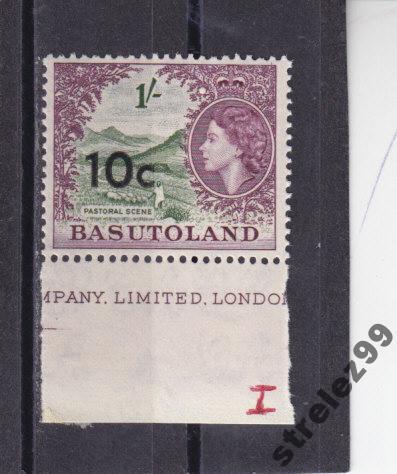 1/-
10c
PASTORAL SCENE
BASUTOLAND
MPANY, LIMITED, LONDO
I
strelez99